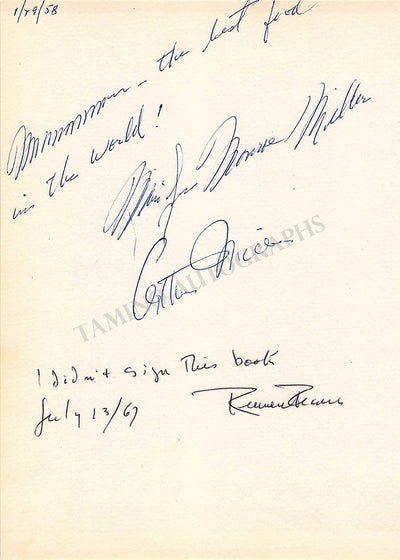 1/29/58
Mmmmmmm - the best food
in the world!
Marilyn Monroe Miller
Arthur Miller
TAMINO AUTOGRAPHS
I didn't sign this book
July 13/67